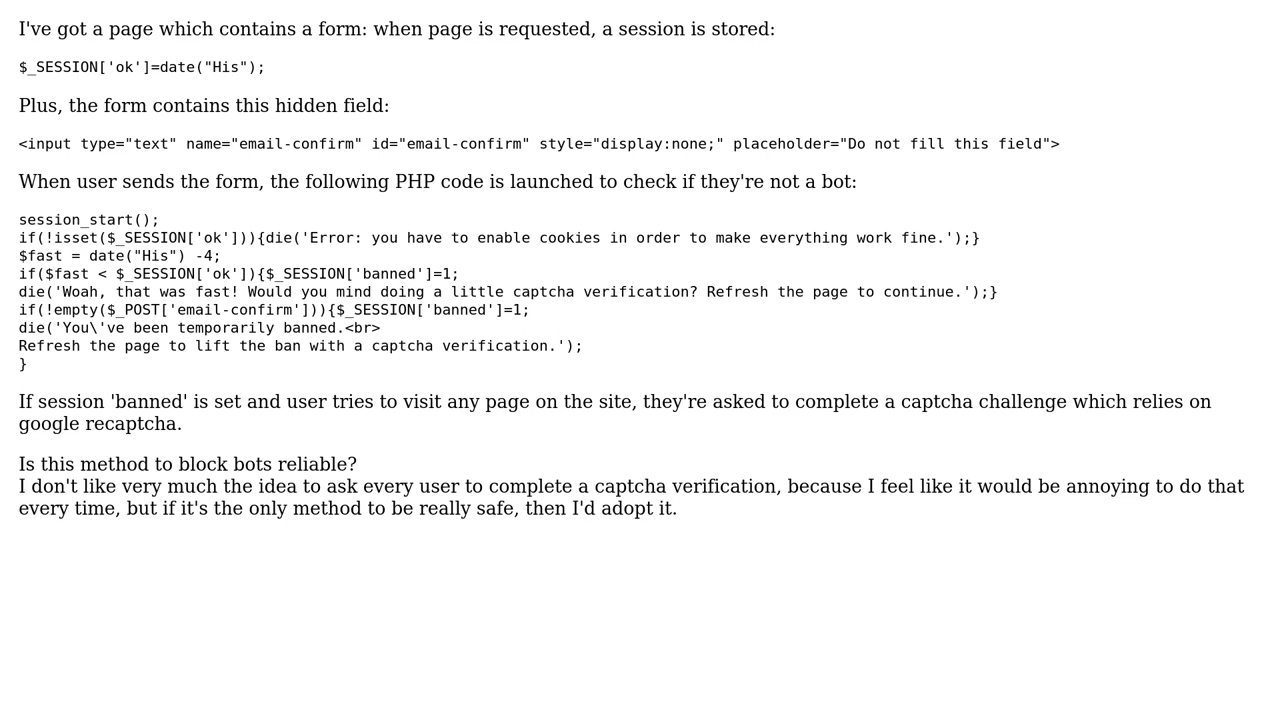 I've got a page which contains a form: when page is requested, a session is stored:
$_SESSION['ok']=date("His");
Plus, the form contains this hidden field:
<input type="text" name="email-confirm" id="email-confirm" style="display:none;" placeholder="Do not fill this field">
When user sends the form, the following PHP code is launched to check if they're not a bot:
session_start();
if(!isset($_SESSION['ok'])){die('Error: you have to enable cookies in order to make everything work fine.');}
$fast = date("His") -4;
if($fast < $_SESSION['ok']){$_SESSION['banned']=1;
die('Woah, that was fast! Would you mind doing a little captcha verification? Refresh the page to continue.');}
if(!empty($_POST['email-confirm'])){$_SESSION['banned']=1;
die('You\'ve been temporarily banned.<br>
Refresh the page to lift the ban with a captcha verification.');
}
If session 'banned' is set and user tries to visit any page on the site, they're asked to complete a captcha challenge which relies on
google recaptcha.
Is this method to block bots reliable?
I don't like very much the idea to ask every user to complete a captcha verification, because I feel like it would be annoying to do that
every time, but if it's the only method to be really safe, then I'd adopt it.